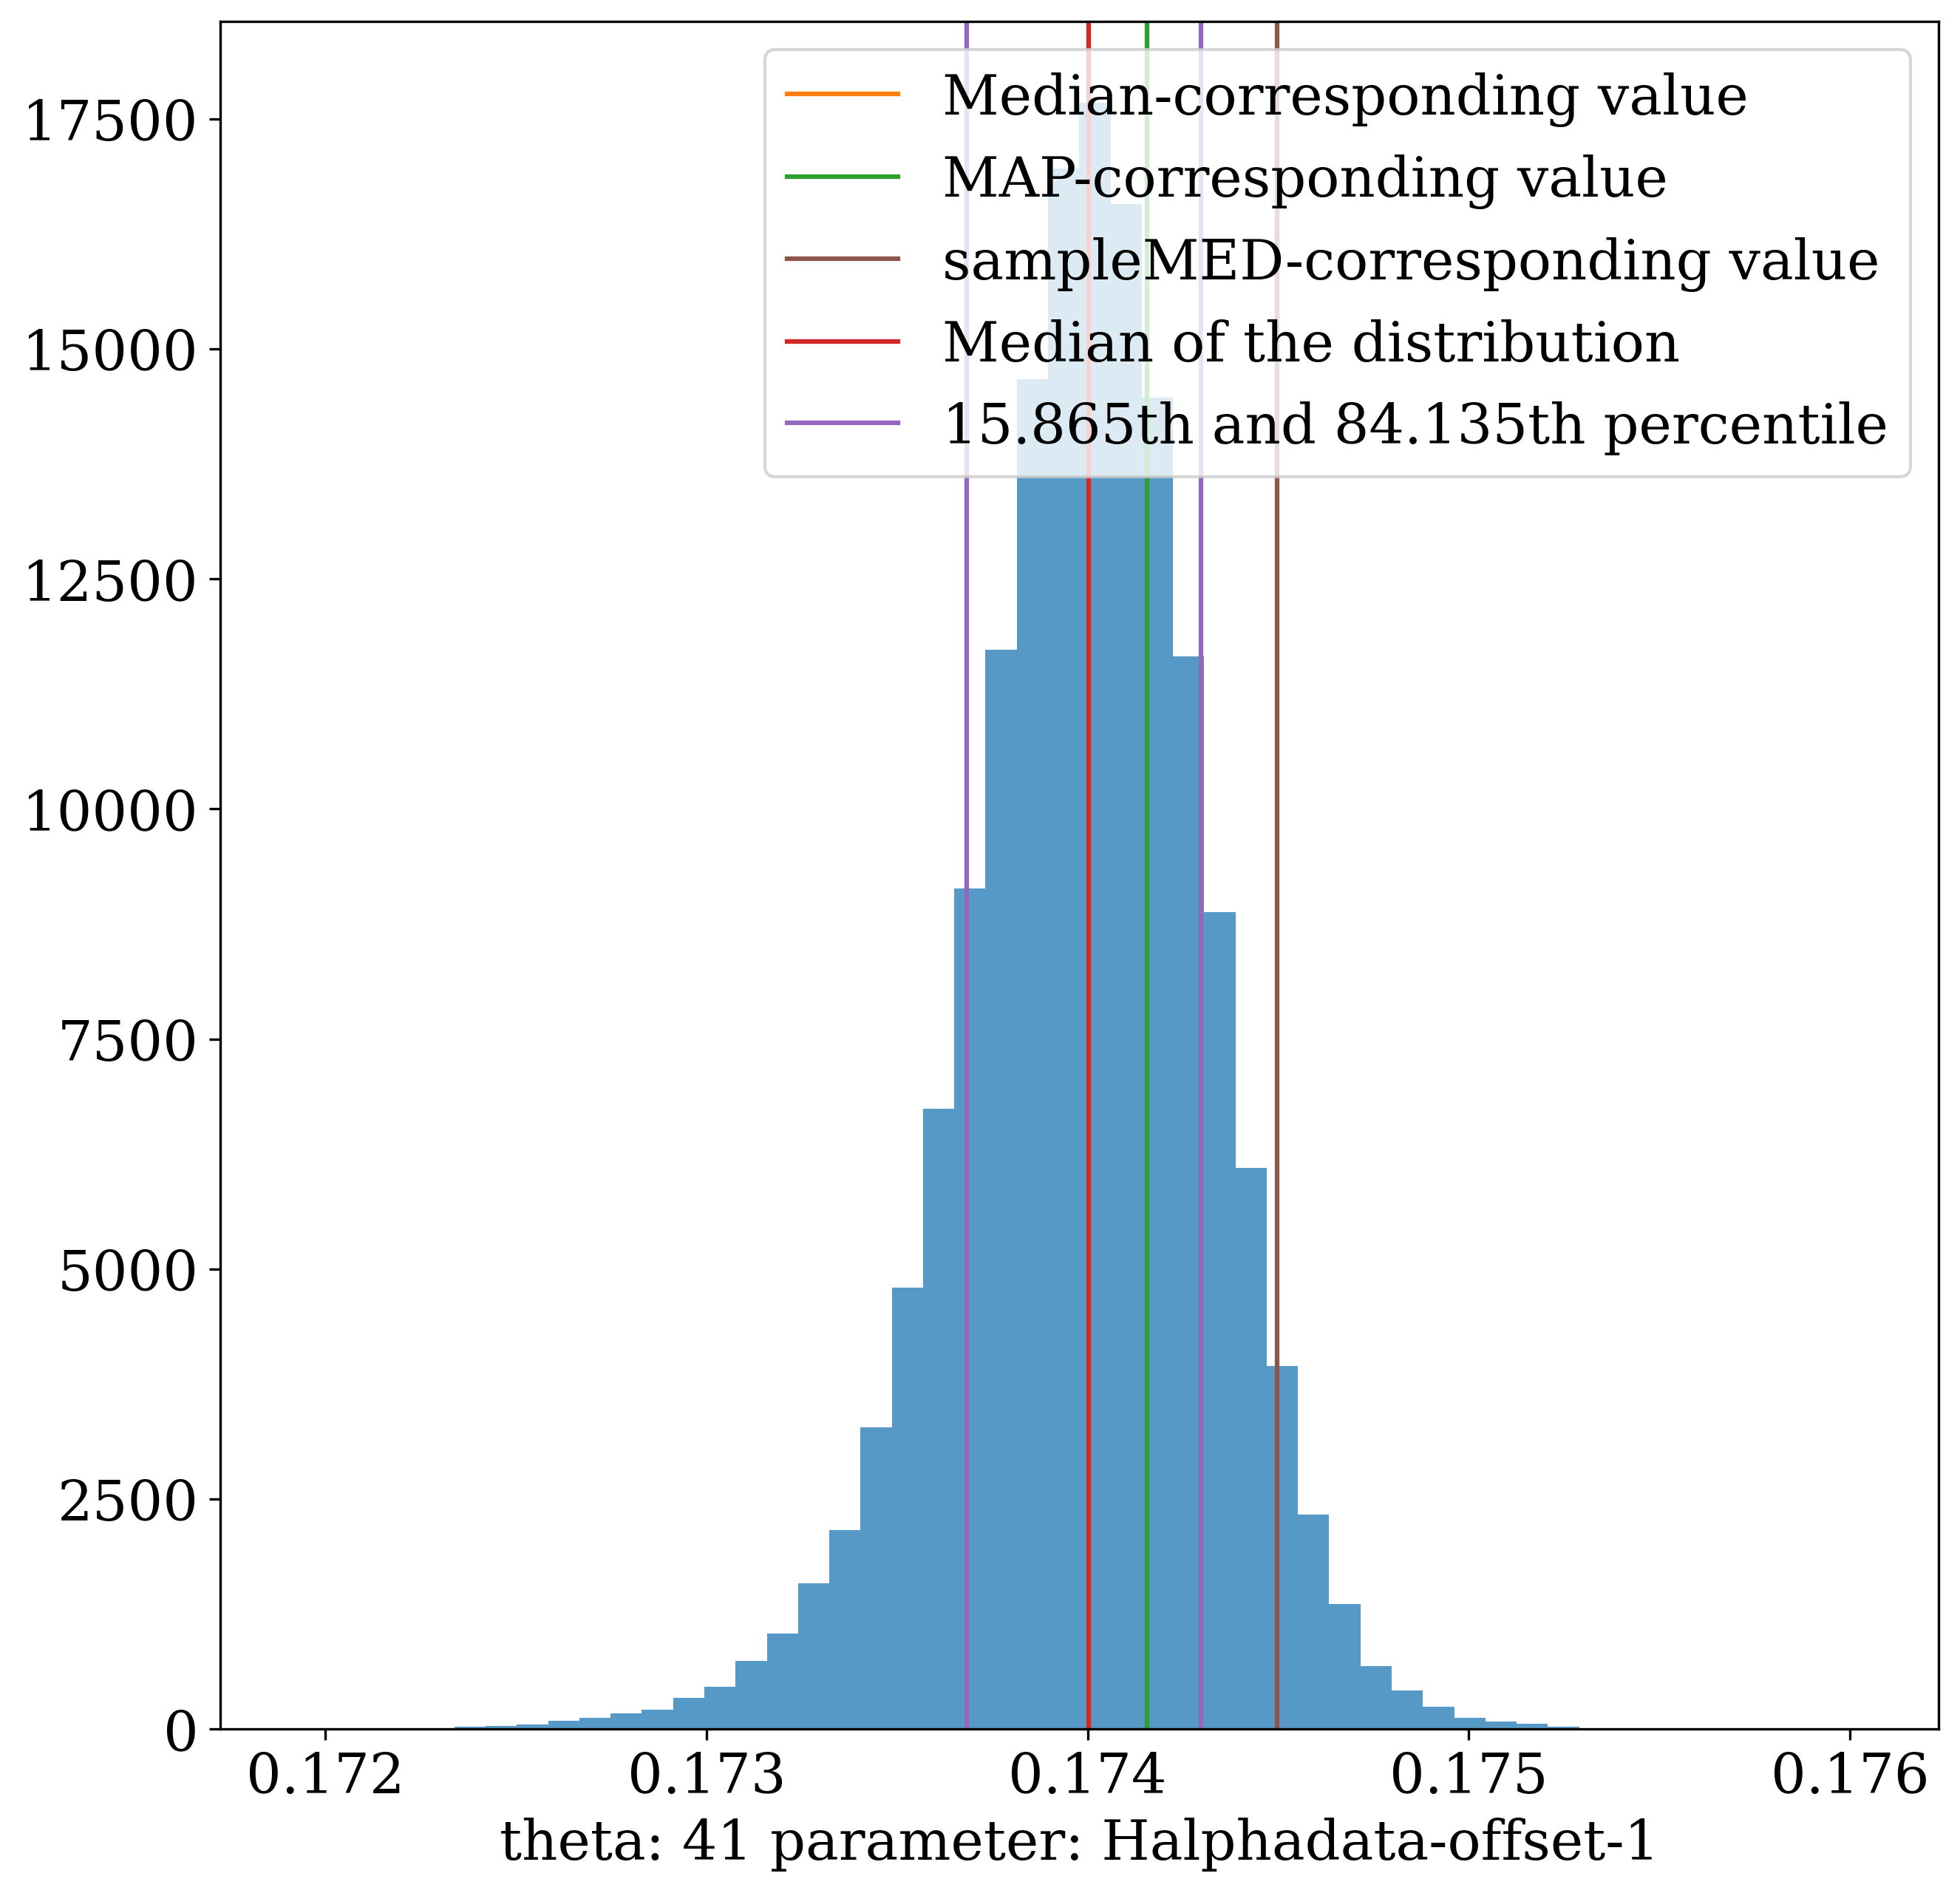 Median-corresponding value
MAP-corresponding value
sampleMED-corresponding value
Median of the distribution
15.865th and 84.135th percentile
17500
15000
12500
10000
7500
5000
2500
0
0.172 0.173 0.174 0.175 0.176
theta: 41 parameter: Halphadata-offset-1